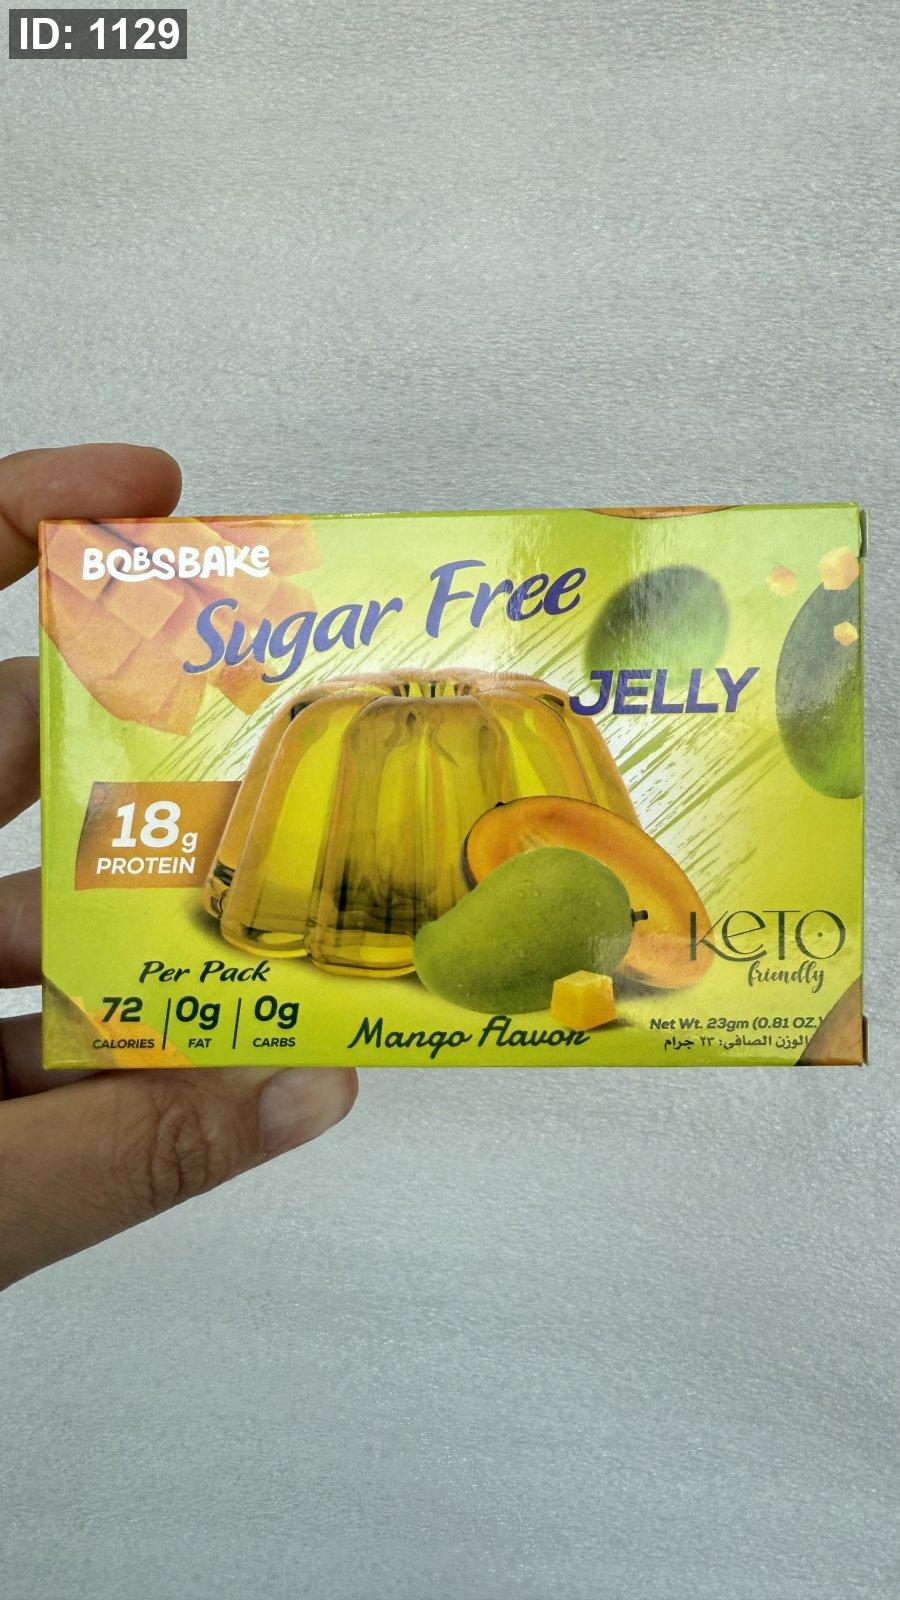 ID: 1129
BOBSBAKE
Sugar Free
JELLY
18g
PROTEIN
KETO
friendly
Per Pack
72 CALORIES
0g FAT
0g CARBS
Mango Flavor
Net Wt. 23gm (0.81 OZ.)
الوزن الصافي: ٢٣ جرام